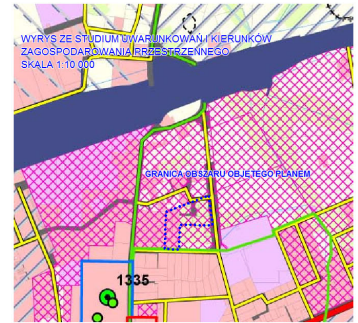 WYRYS ZE STUDIUM UWARUNKOWAŃ I KIERUNKÓW
ZAGOSPODAROWANIA PRZESTRZENNEGO
SKALA 1:10 000
GRANICA OBSZARU OBJĘTEGO PLANEM
1335